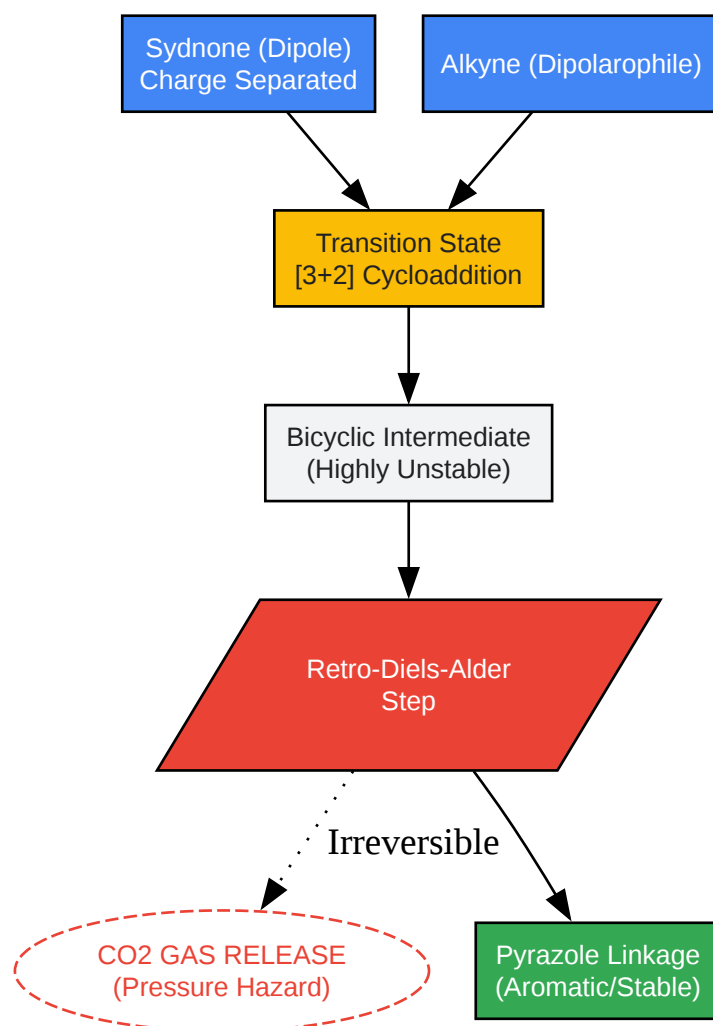 Sydnone (Dipole)
Charge Separated
Alkyne (Dipolarophile)
Transition State
[3+2] Cycloaddition
Bicyclic Intermediate
(Highly Unstable)
Retro-Diels-Alder
Step
Irreversible
CO2 GAS RELEASE
(Pressure Hazard)
Pyrazole Linkage
(Aromatic/Stable)